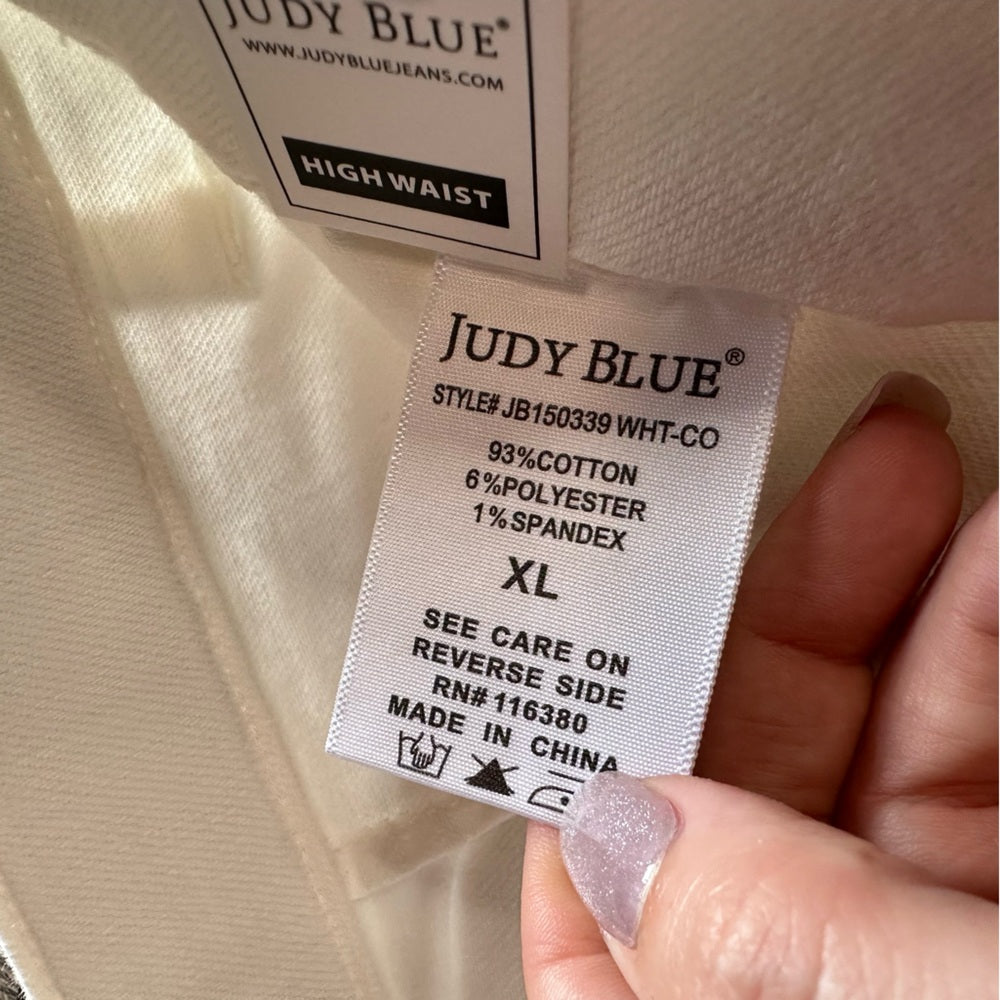 JUDY BLUE®
WWW.JUDYBLUEJEANS.COM
HIGH WAIST
JUDY BLUE®
STYLE# JB150339 WHT-CO
93%COTTON
6%POLYESTER
1%SPANDEX
XL
SEE CARE ON
REVERSE SIDE
RN# 116380
MADE IN CHINA